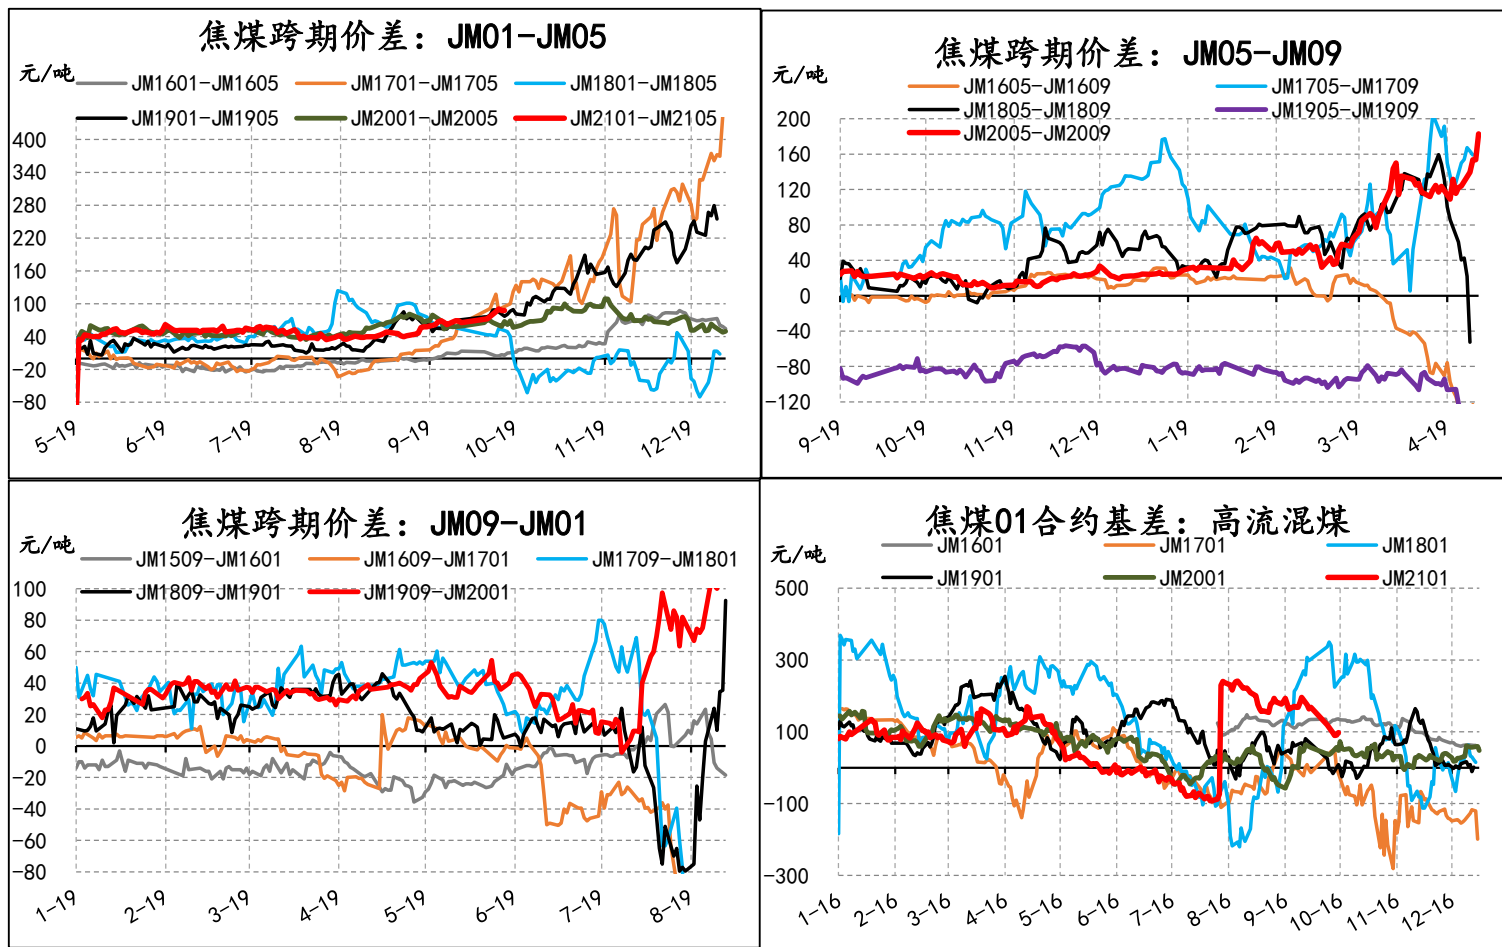 焦煤跨期价差：JM01-JM05
元/吨
JM1601-JM1605 JM1701-JM1705 JM1801-JM1805
JM1901-JM1905 JM2001-JM2005 JM2101-JM2105
400
340
280
220
160
100
40
-20
-80
5-19 6-19 7-19 8-19 9-19 10-19 11-19 12-19
焦煤跨期价差：JM05-JM09
元/吨
JM1605-JM1609 JM1705-JM1709
JM1805-JM1809 JM1905-JM1909
JM2005-JM2009
200
160
120
80
40
0
-40
-80
-120
9-19 10-19 11-19 12-19 1-19 2-19 3-19 4-19
焦煤跨期价差：JM09-JM01
元/吨
JM1509-JM1601 JM1609-JM1701 JM1709-JM1801
JM1809-JM1901 JM1909-JM2001
100
80
60
40
20
0
-20
-40
-60
-80
1-19 2-19 3-19 4-19 5-19 6-19 7-19 8-19
焦煤01合约基差：高流混煤
元/吨
JM1601 JM1701 JM1801
JM1901 JM2001 JM2101
500
300
100
-100
-300
1-16 2-16 3-16 4-16 5-16 6-16 7-16 8-16 9-16 10-16 11-16 12-16